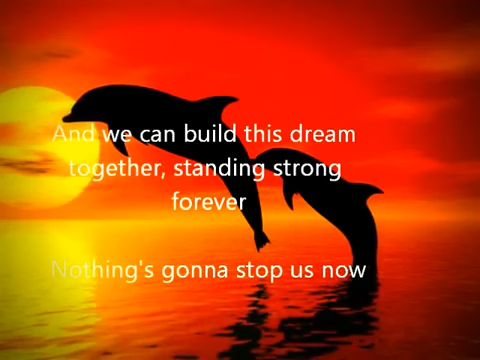 And we can build this dream
together, standing strong
forever
Nothing's gonna stop us now